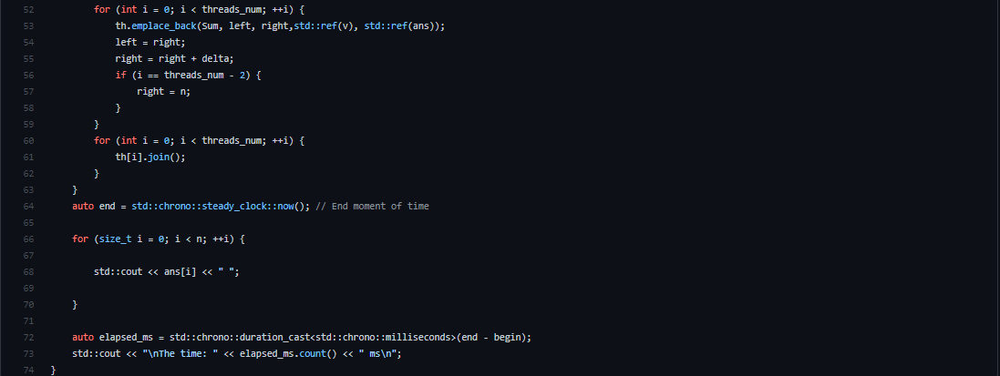 52 for (int i = 0; i < threads_num; ++i) {
53 th.emplace_back(Sum, left, right,std::ref(v), std::ref(ans));
54 left = right;
55 right = right + delta;
56 if (i == threads_num - 2) {
57 right = n;
58 }
59 }
60 for (int i = 0; i < threads_num; ++i) {
61 th[i].join();
62 }
63 }
64 auto end = std::chrono::steady_clock::now(); // End moment of time
65
66 for (size_t i = 0; i < n; ++i) {
67
68 std::cout << ans[i] << " ";
69
70 }
71
72 auto elapsed_ms = std::chrono::duration_cast<std::chrono::milliseconds>(end - begin);
73 std::cout << "\nThe time: " << elapsed_ms.count() << " ms\n";
74 }